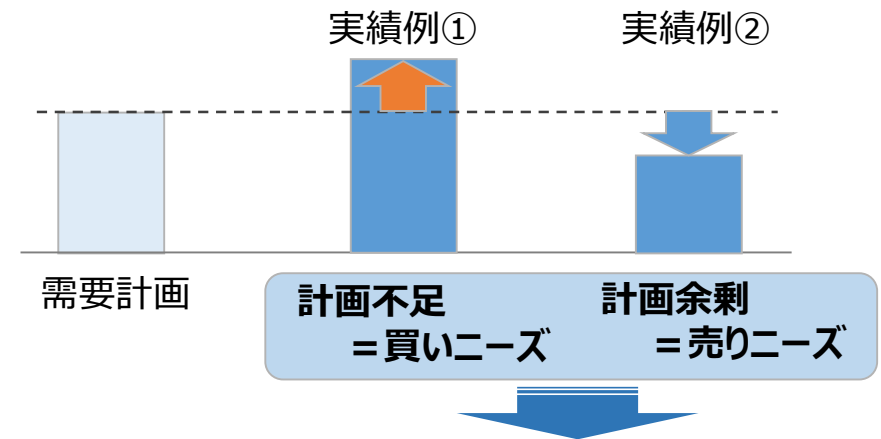 実績例①
実績例②
需要計画
計画不足
＝買いニーズ
計画余剰
＝売りニーズ